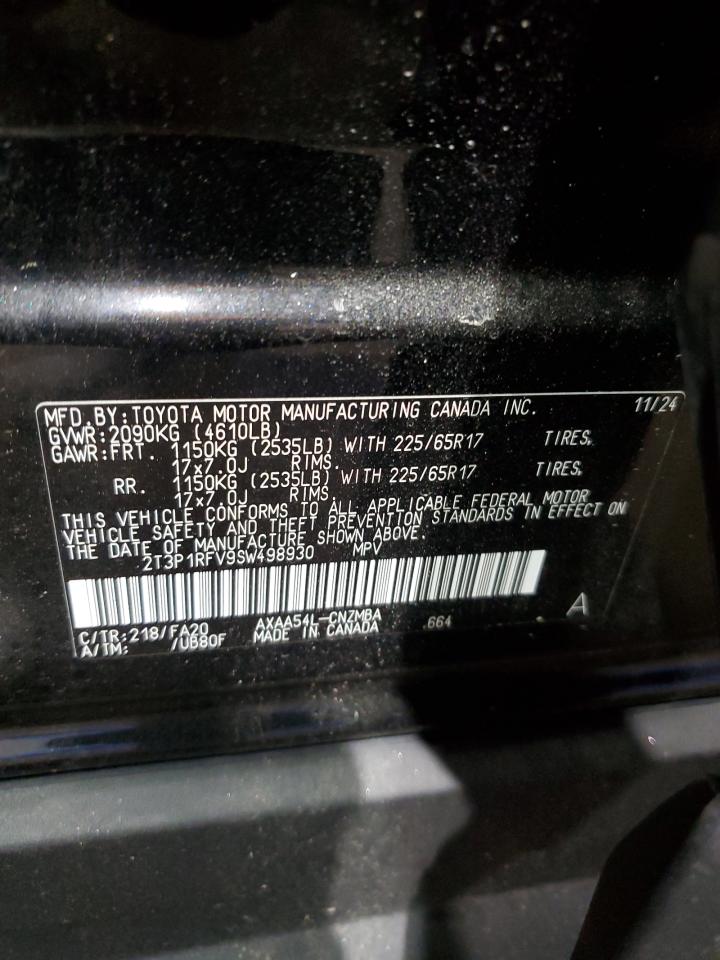 MFD. BY: TOYOTA MOTOR MANUFACTURING CANADA INC. 11/24
GVWR: 2090KG (4610LB)
GAWR: FRT. 1150KG (2535LB) WITH 225/65R17 TIRES,
17x7.0J RIMS.
RR. 1150KG (2535LB) WITH 225/65R17 TIRES,
17x7.0J RIMS.
THIS VEHICLE CONFORMS TO ALL APPLICABLE FEDERAL MOTOR
VEHICLE SAFETY AND THEFT PREVENTION STANDARDS IN EFFECT ON
THE DATE OF MANUFACTURE SHOWN ABOVE.
2T3P1RFV9SW498930 MPV
C/TR: 218/FA20 AXAA54L-CNZMBA .664 A
A/TM: /UB80F MADE IN CANADA